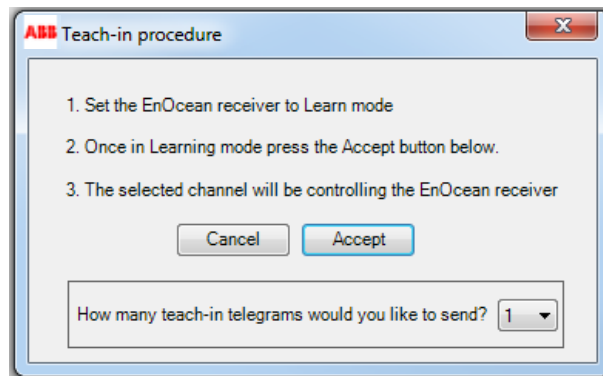 ABB Teach-in procedure
1. Set the EnOcean receiver to Learn mode
2. Once in Learning mode press the Accept button below.
3. The selected channel will be controlling the EnOcean receiver
Cancel Accept
How many teach-in telegrams would you like to send? 1